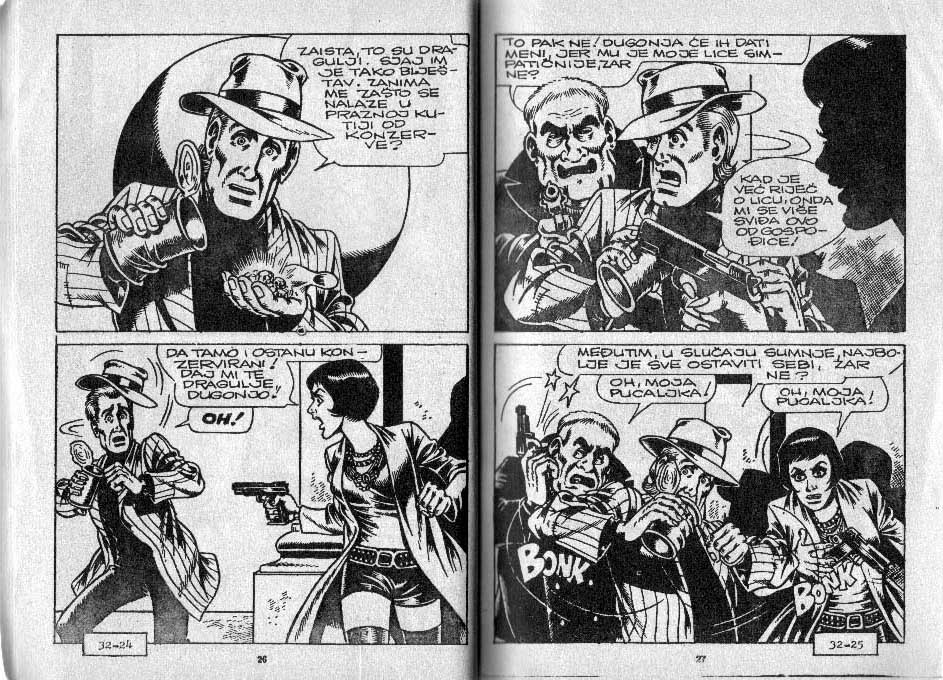 ZAISTA, TO SU DRA-
GULJI. SJAJ IM
JE TAKO BLJEŠ-
TAV. ZANIMA
ME ZAŠTO SE
NALAZE U
PRAZNOJ KU-
TIJI OD
KONZER-
VE?
DA TAMO I OSTANU KON-
ZERVIRANI!
DAJ MI TE
DRAGULJE,
DUGONJO!
OH!
32-24
26
TO PAK NE! DUGONJA ĆE IH DATI
MENI, JER MU JE MOJE LICE SIM-
PATIČNIJE, ZAR
NE?
KAD JE
VEĆ RIJEČ
O LICU, ONDA
MI SE VIŠE
SVIĐA OVO
OD GOSPO-
ĐICE!
MEĐUTIM, U SLUČAJU SUMNJE, NAJBO-
LJE JE SVE OSTAVITI SEBI, ZAR
NE?
OH, MOJA
PUCALJKA!
OH, MOJA
PUCALJKA!
BONK.
BONK.
32-25
27